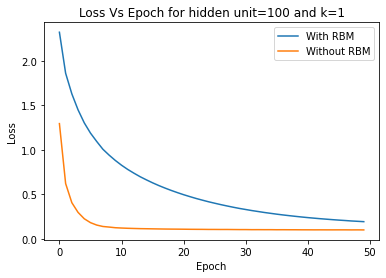 Loss Vs Epoch for hidden unit=100 and k=1
With RBM
Without RBM
2.0
1.5
1.0
0.5
0.0
Loss
0 10 20 30 40 50
Epoch